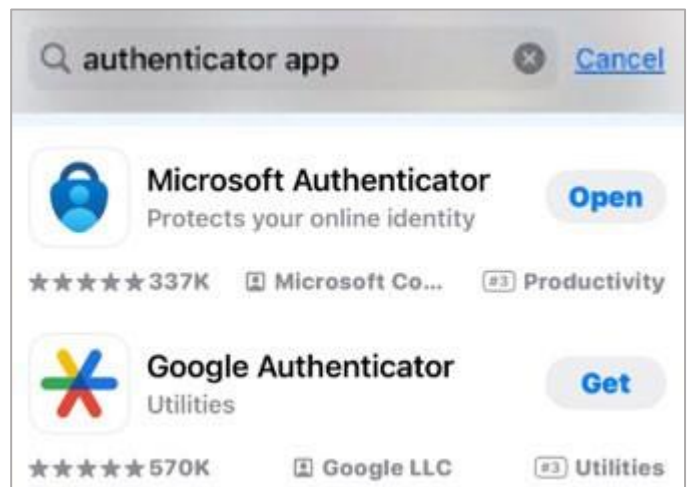 authenticator app Cancel
Microsoft Authenticator
Protects your online identity
Open
337K Microsoft Co... #3 Productivity
Google Authenticator
Utilities
Get
570K Google LLC #3 Utilities